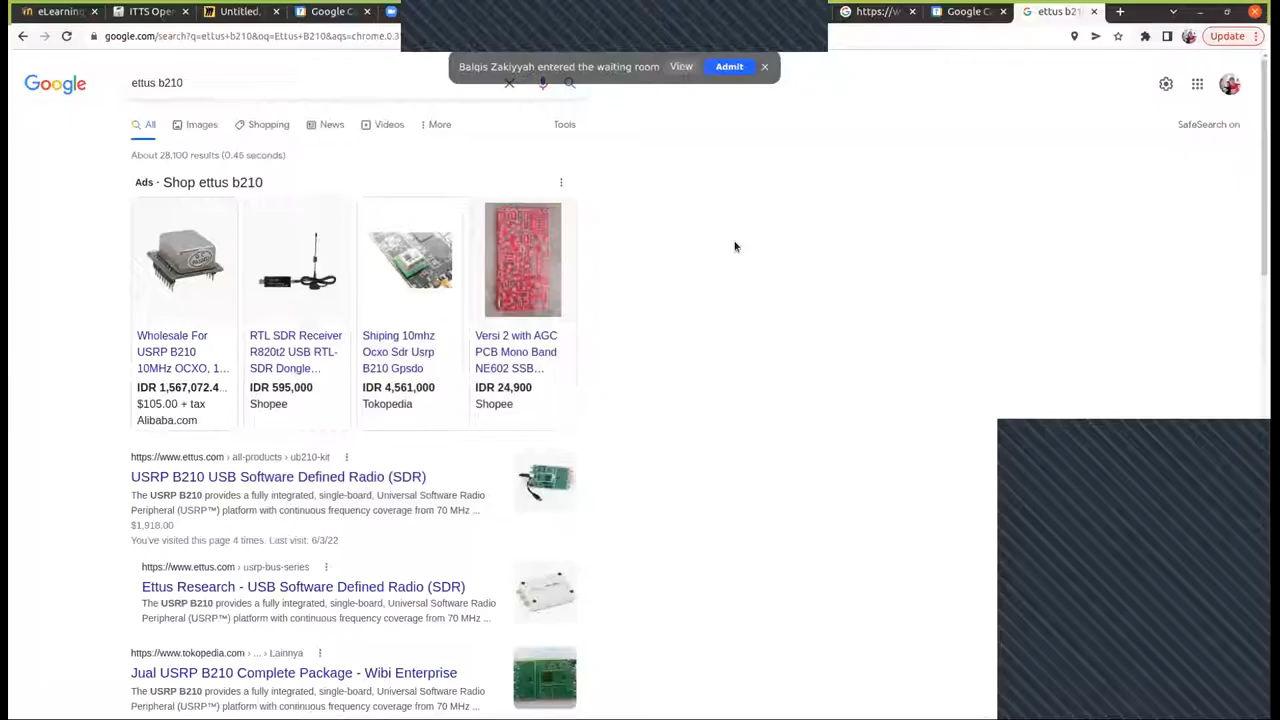 eLearning
ITTS Ope
Untitled,
Google C
https://w
Google C
ettus b21
google.com/search?q=ettus+b210&oq=Ettus+B210&aqs=chrome.0.3
Update
Balqis Zakiyyah entered the waiting room View Admit
Google
ettus b210
All Images Shopping News Videos More Tools
SafeSearch on
About 28,100 results (0.45 seconds)
Ads · Shop ettus b210
Wholesale For
USRP B210
10MHz OCXO, 1...
IDR 1,567,072.4...
$105.00 + tax
Alibaba.com
RTL SDR Receiver
R820t2 USB RTL-
SDR Dongle...
IDR 595,000
Shopee
Shiping 10mhz
Ocxo Sdr Usrp
B210 Gpsdo
IDR 4,561,000
Tokopedia
Versi 2 with AGC
PCB Mono Band
NE602 SSB...
IDR 24,900
Shopee
https://www.ettus.com › all-products › ub210-kit
USRP B210 USB Software Defined Radio (SDR)
The USRP B210 provides a fully integrated, single-board, Universal Software Radio
Peripheral (USRP™) platform with continuous frequency coverage from 70 MHz ...
$1,918.00
You've visited this page 4 times. Last visit: 6/3/22
https://www.ettus.com › usrp-bus-series
Ettus Research - USB Software Defined Radio (SDR)
The USRP B210 provides a fully integrated, single-board, Universal Software Radio
Peripheral (USRP™) platform with continuous frequency coverage from 70 MHz ...
https://www.tokopedia.com › ... › Lainnya
Jual USRP B210 Complete Package - Wibi Enterprise
The USRP B210 provides a fully integrated, single-board, Universal Software Radio
Peripheral (USRP™) platform with continuous frequency coverage from 70 MHz ...